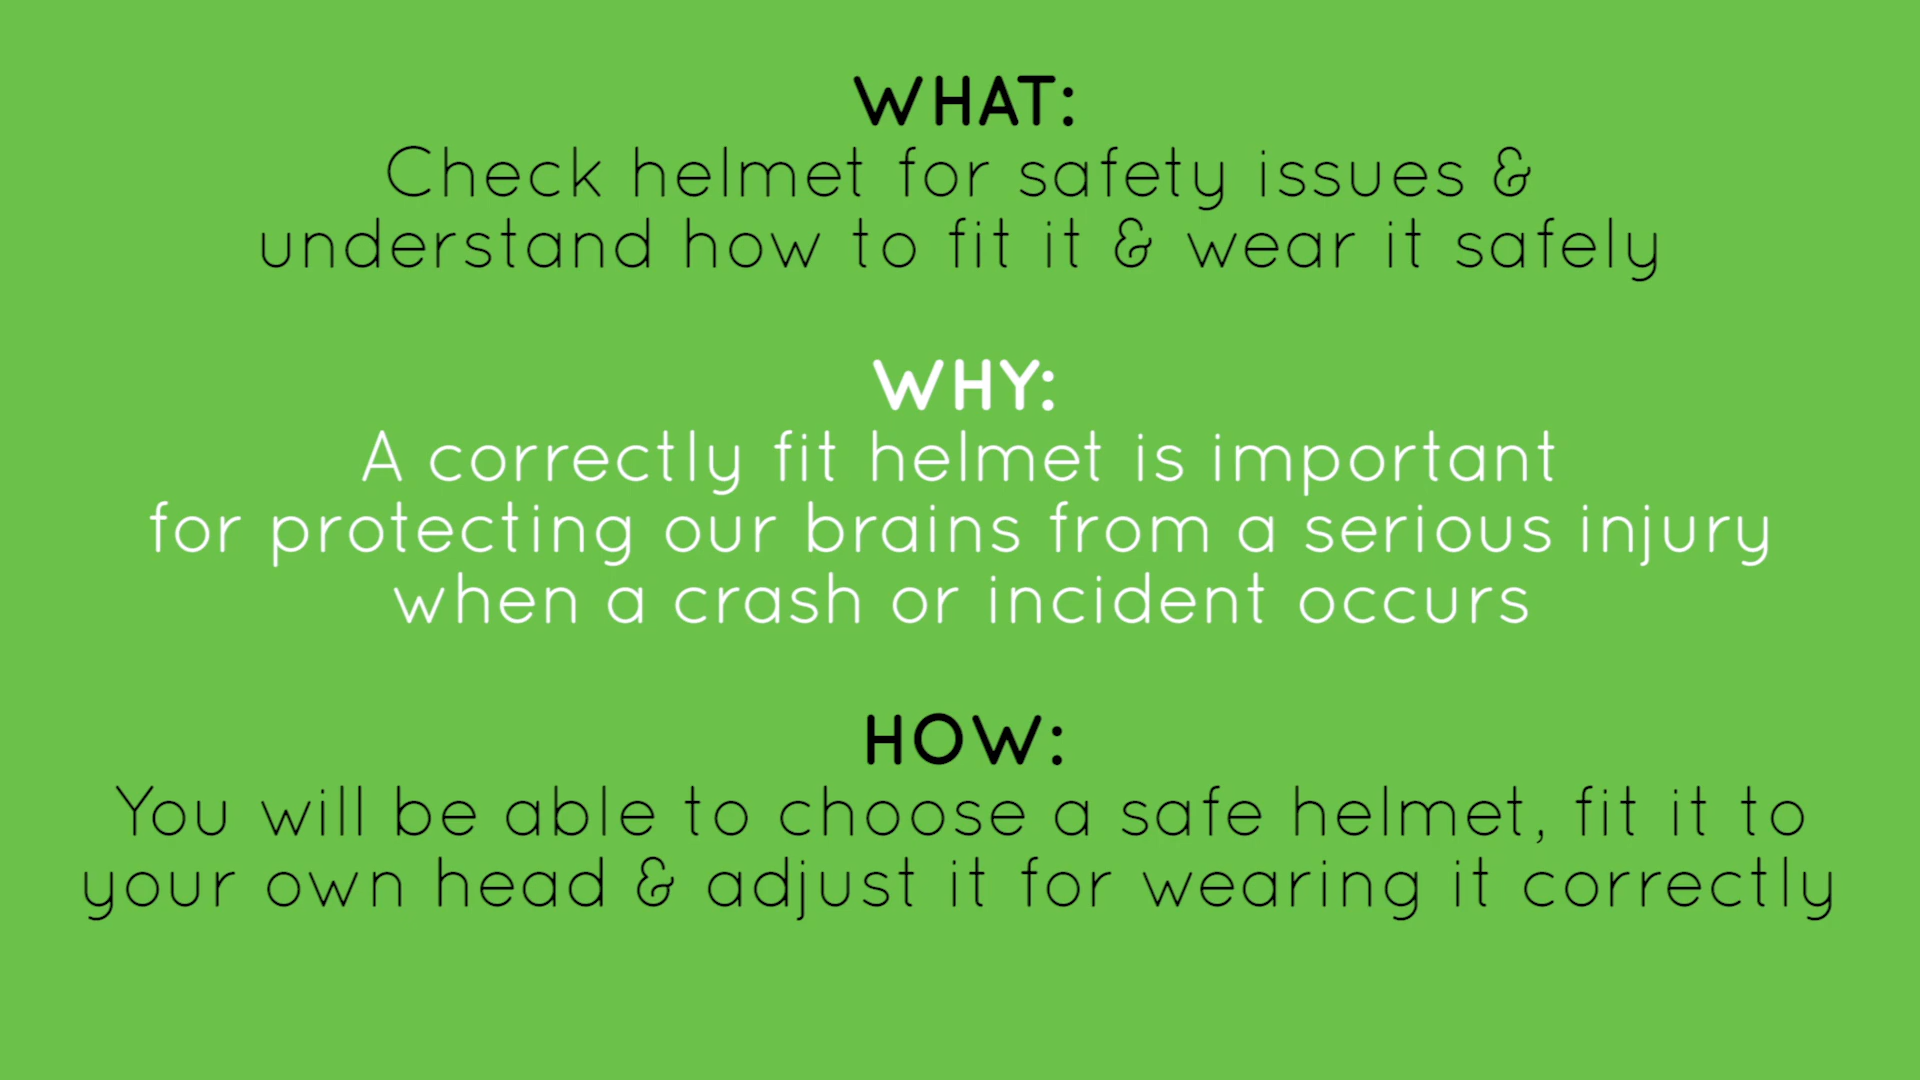 WHAT:
Check helmet for safety issues &
understand how to fit it & wear it safely
WHY:
A correctly fit helmet is important
for protecting our brains from a serious injury
when a crash or incident occurs
HOW:
You will be able to choose a safe helmet, fit it to
your own head & adjust it for wearing it correctly